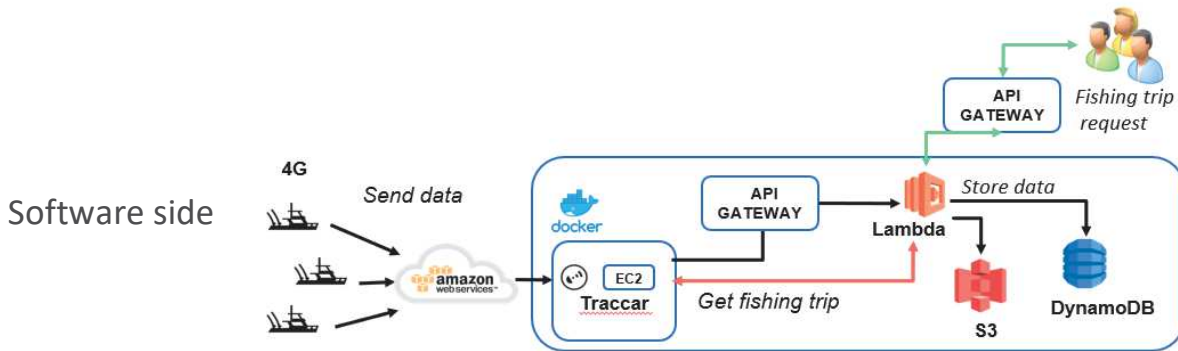 Software side
4G
Send data
amazon
web services™
docker
EC2
Traccar
API
GATEWAY
Get fishing trip
Lambda
Store data
S3
DynamoDB
API
GATEWAY
Fishing trip
request